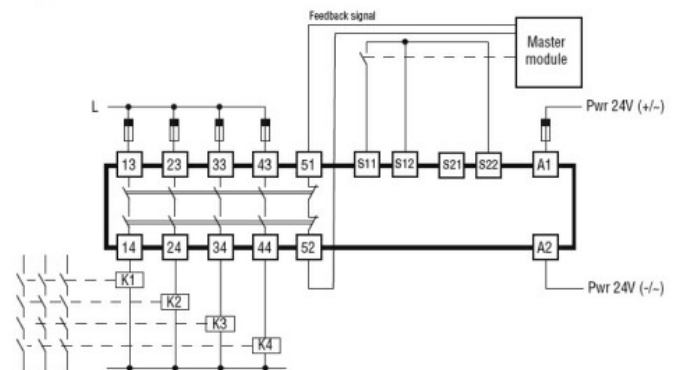 Feedback signal
Master
module
L
Pwr 24V (+/~)
13 23 33 43 51 S11 S12 S21 S22 A1
14 24 34 44 52 A2
K1
K2
Pwr 24V (-/~)
K3
K4